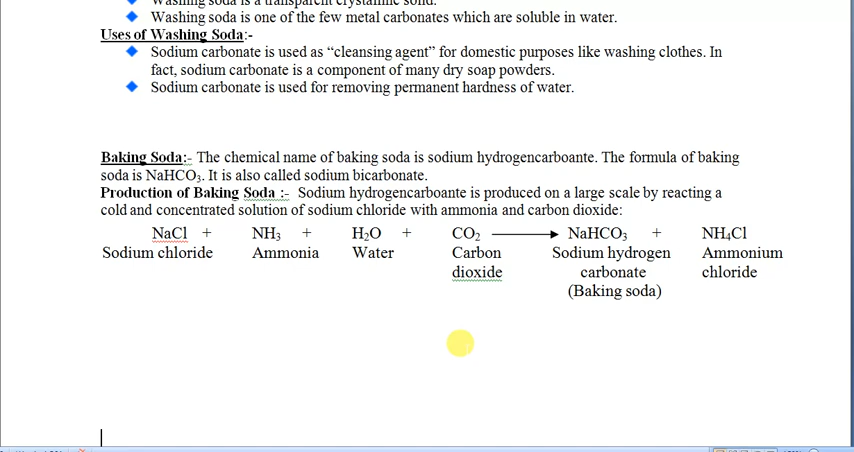 Washing soda is a transparent crystalline solid.
Washing soda is one of the few metal carbonates which are soluble in water.
Uses of Washing Soda:-
Sodium carbonate is used as “cleansing agent” for domestic purposes like washing clothes. In
fact, sodium carbonate is a component of many dry soap powders.
Sodium carbonate is used for removing permanent hardness of water.
Baking Soda:- The chemical name of baking soda is sodium hydrogencarboante. The formula of baking
soda is NaHCO₃. It is also called sodium bicarbonate.
Production of Baking Soda :- Sodium hydrogencarboante is produced on a large scale by reacting a
cold and concentrated solution of sodium chloride with ammonia and carbon dioxide:
NaCl + NH₃ + H₂O + CO₂ ⟶ NaHCO₃ + NH₄Cl
Sodium chloride Ammonia Water Carbon Sodium hydrogen Ammonium
dioxide carbonate chloride
(Baking soda)